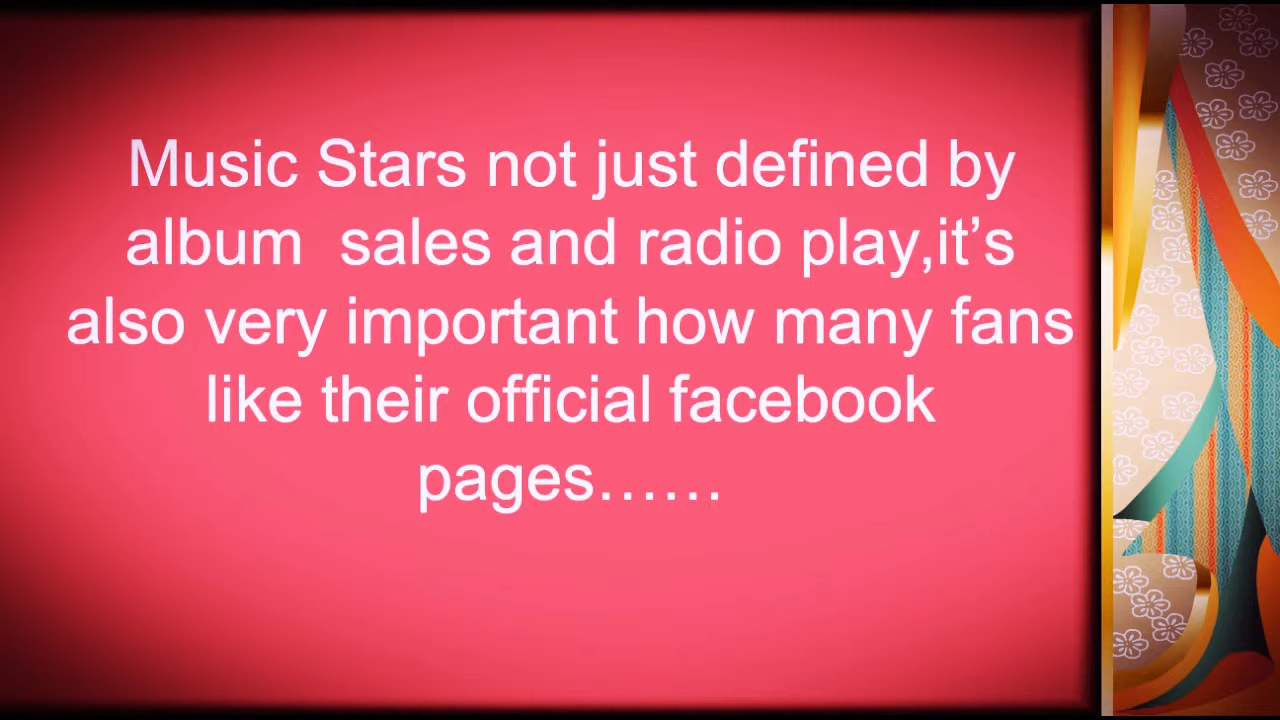 Music Stars not just defined by
album  sales and radio play,it’s
also very important how many fans
like their official facebook
pages……